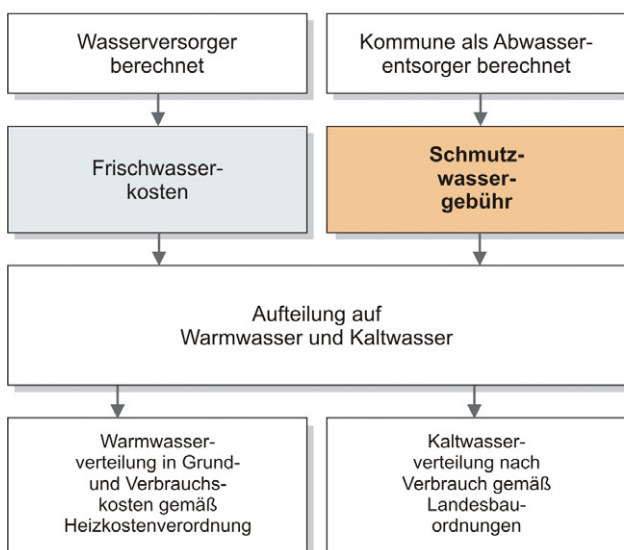 Wasserversorger
berechnet
Kommune als Abwasser-
entsorger berechnet
Frischwasser-
kosten
Schmutz-
wasser-
gebühr
Aufteilung auf
Warmwasser und Kaltwasser
Warmwasser-
verteilung in Grund-
und Verbrauchs-
kosten gemäß
Heizkostenverordnung
Kaltwasser-
verteilung nach
Verbrauch gemäß
Landesbau-
ordnungen